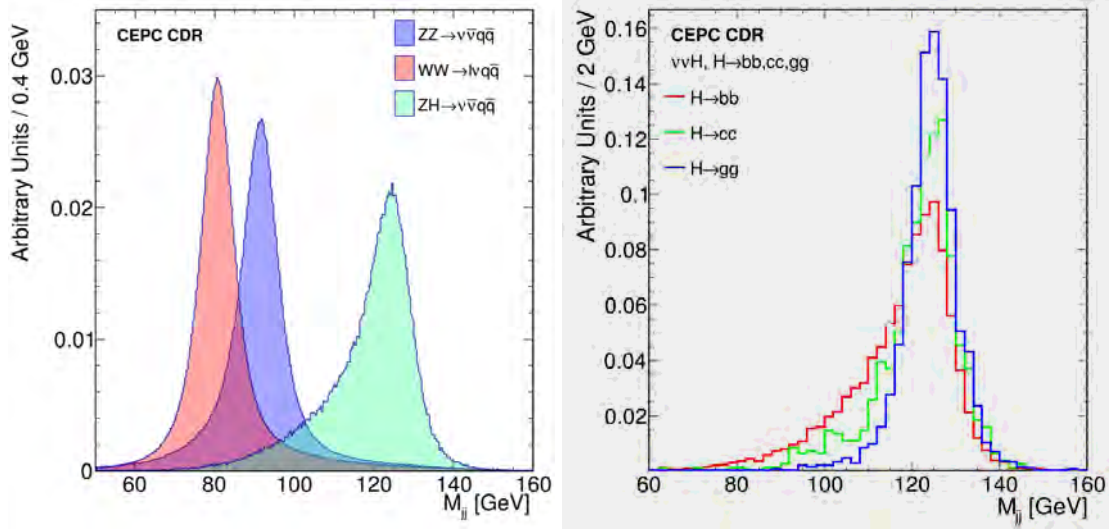 CEPC CDR
ZZ→νν̄qq̄
WW→lνqq̄
ZH→νν̄qq̄
Arbitrary Units / 0.4 GeV
0.03
0.02
0.01
0
60 80 100 120 140 160
M_jj [GeV]
CEPC CDR
ννH, H→bb,cc,gg
H→bb
H→cc
H→gg
Arbitrary Units / 2 GeV
0.16
0.14
0.12
0.1
0.08
0.06
0.04
0.02
60 80 100 120 140 160
M_jj [GeV]